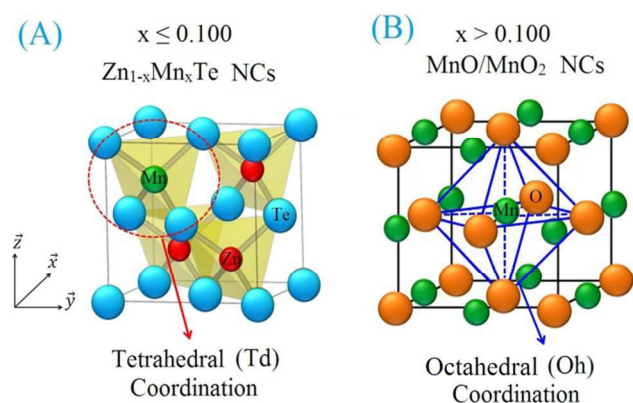 (A)
x ≤ 0.100
Zn₁₋ₓMnₓTe NCs
Mn
Te
Zn
z⃗
x⃗
y⃗
Tetrahedral (Td)
Coordination
(B)
x > 0.100
MnO/MnO₂ NCs
O
Mn
Octahedral (Oh)
Coordination